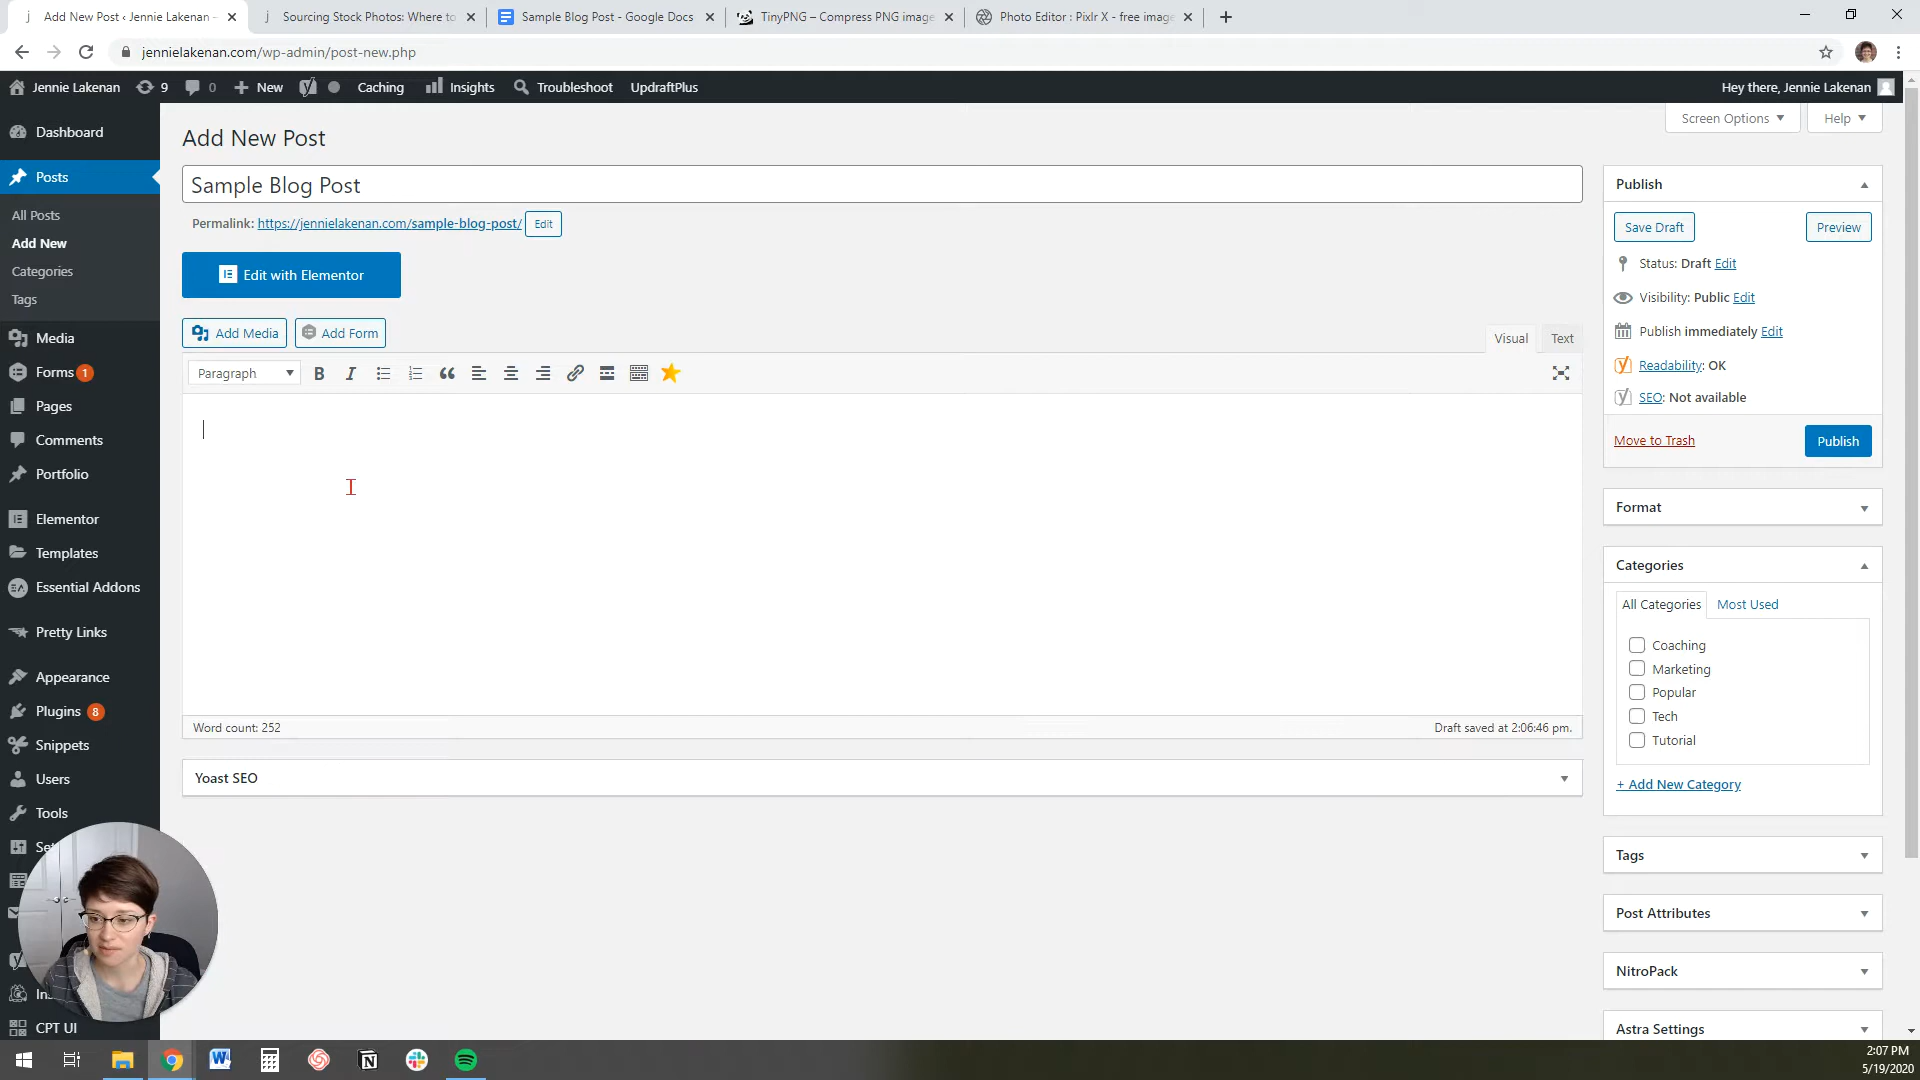 Add New Post ‹ Jennie Lakenan –
Sourcing Stock Photos: Where to
Sample Blog Post - Google Docs
TinyPNG – Compress PNG image
Photo Editor : Pixlr X - free image
jennielakenan.com/wp-admin/post-new.php
Jennie Lakenan
9
0
New
Caching
Insights
Troubleshoot
UpdraftPlus
Hey there, Jennie Lakenan
Dashboard
Posts
All Posts
Add New
Categories
Tags
Media
Forms 1
Pages
Comments
Portfolio
Elementor
Templates
Essential Addons
Pretty Links
Appearance
Plugins 8
Snippets
Users
Tools
CPT UI
Screen Options
Help
Add New Post
Sample Blog Post
Permalink: https://jennielakenan.com/sample-blog-post/ Edit
Edit with Elementor
Add Media
Add Form
Visual
Text
Paragraph
Word count: 252
Draft saved at 2:06:46 pm.
Yoast SEO
Publish
Save Draft
Preview
Status: Draft Edit
Visibility: Public Edit
Publish immediately Edit
Readability: OK
SEO: Not available
Move to Trash
Publish
Format
Categories
All Categories
Most Used
Coaching
Marketing
Popular
Tech
Tutorial
+ Add New Category
Tags
Post Attributes
NitroPack
Astra Settings
2:07 PM
5/19/2020